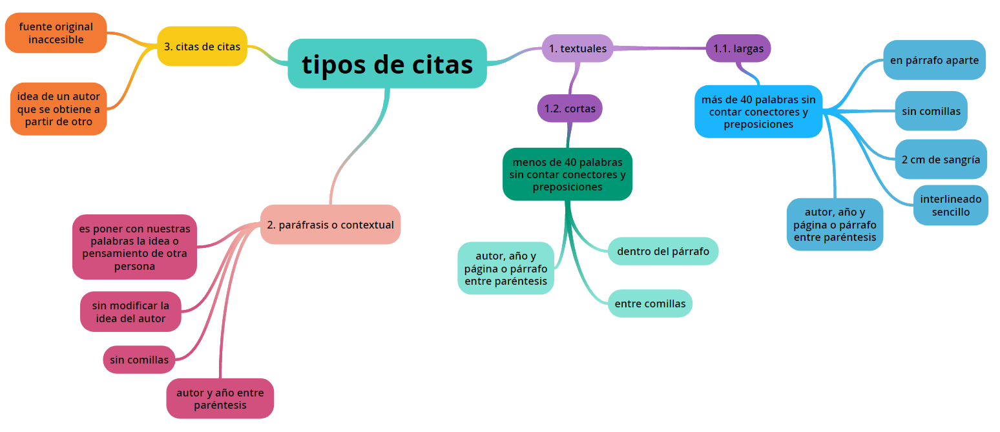 tipos de citas
1. textuales
1.1. largas
más de 40 palabras sin
contar conectores y
preposiciones
en párrafo aparte
sin comillas
2 cm de sangría
interlineado
sencillo
autor, año y
página o párrafo
entre paréntesis
1.2. cortas
menos de 40 palabras
sin contar conectores y
preposiciones
dentro del párrafo
entre comillas
autor, año y
página o párrafo
entre paréntesis
2. paráfrasis o contextual
es poner con nuestras
palabras la idea o
pensamiento de otra
persona
sin modificar la
idea del autor
sin comillas
autor y año entre
paréntesis
3. citas de citas
fuente original
inaccesible
idea de un autor
que se obtiene a
partir de otro